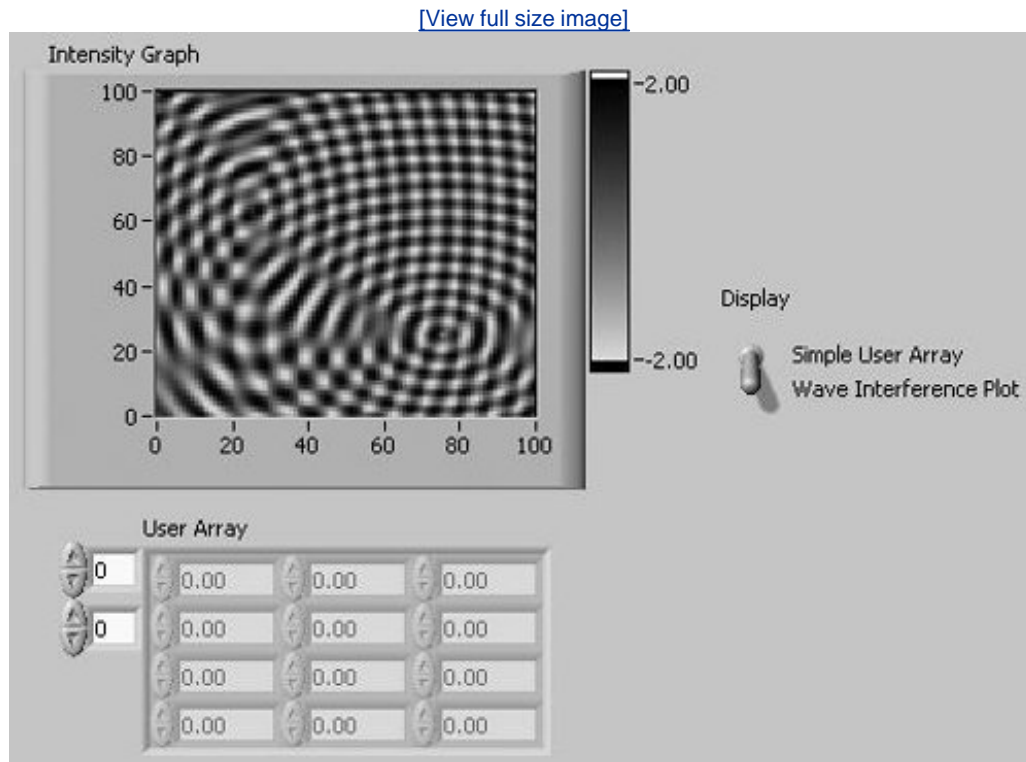 [View full size image]
Intensity Graph
100
80
60
40
20
0
0 20 40 60 80 100
-2.00
--2.00
Display
Simple User Array
Wave Interference Plot
User Array
0
0
0.00 0.00 0.00
0.00 0.00 0.00
0.00 0.00 0.00
0.00 0.00 0.00